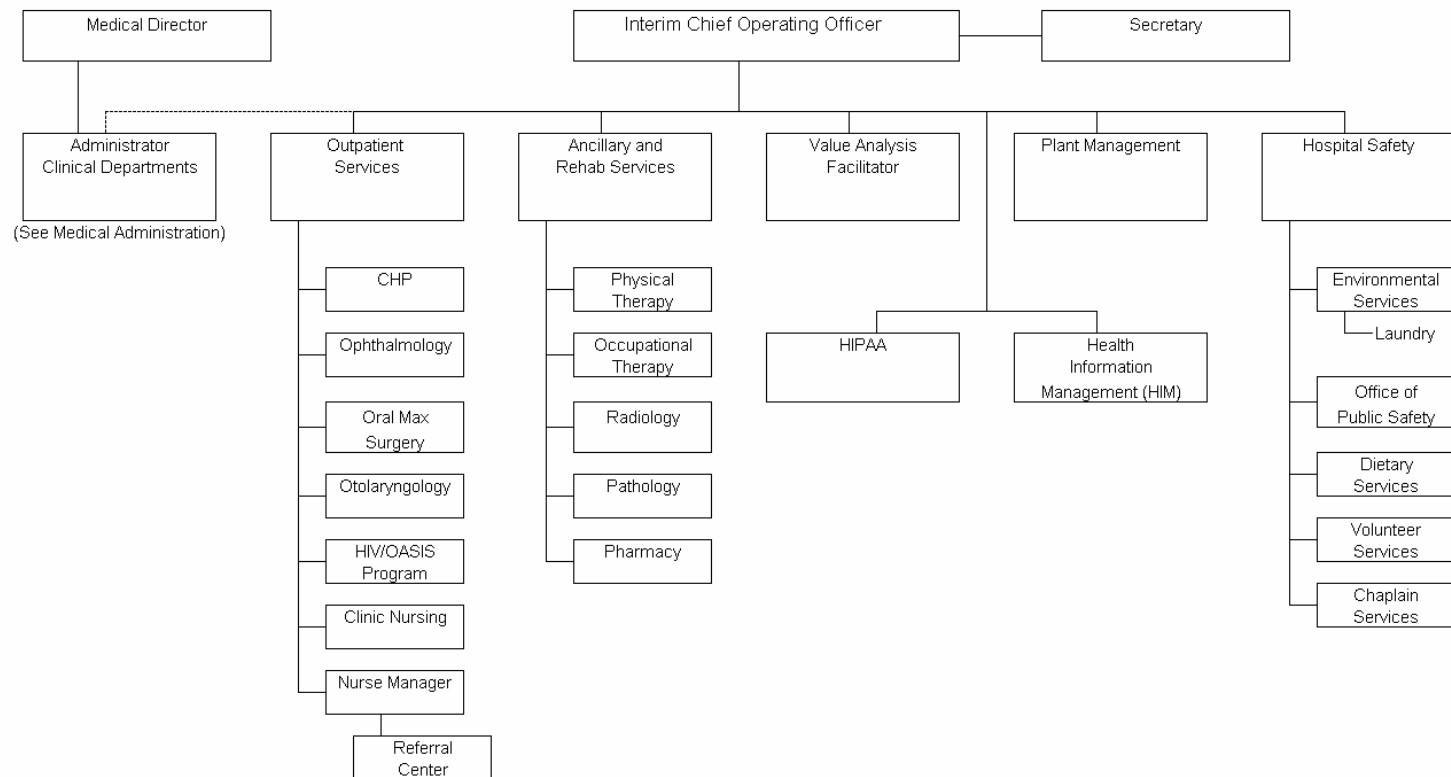 Medical Director
Interim Chief Operating Officer
Secretary
Administrator
Clinical Departments
(See Medical Administration)
Outpatient
Services
CHP
Ophthalmology
Oral Max
Surgery
Otolaryngology
HIV/OASIS
Program
Clinic Nursing
Nurse Manager
Referral
Center
Ancillary and
Rehab Services
Physical
Therapy
Occupational
Therapy
Radiology
Pathology
Pharmacy
Value Analysis
Facilitator
HIPAA
Health
Information
Management (HIM)
Plant Management
Hospital Safety
Environmental
Services
Laundry
Office of
Public Safety
Dietary
Services
Volunteer
Services
Chaplain
Services